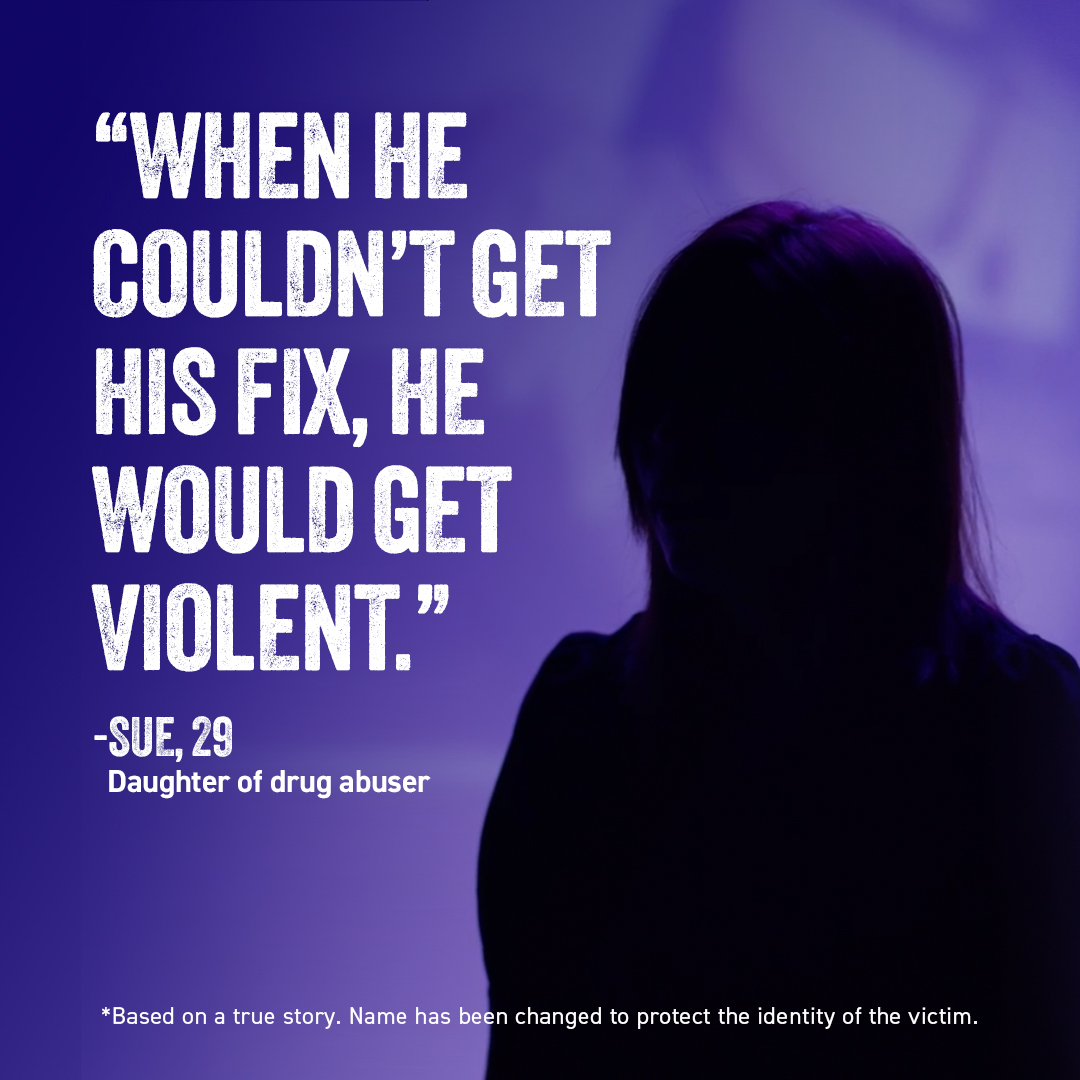 “WHEN HE
COULDN’T GET
HIS FIX, HE
WOULD GET
VIOLENT.”
-SUE, 29
Daughter of drug abuser
*Based on a true story. Name has been changed to protect the identity of the victim.